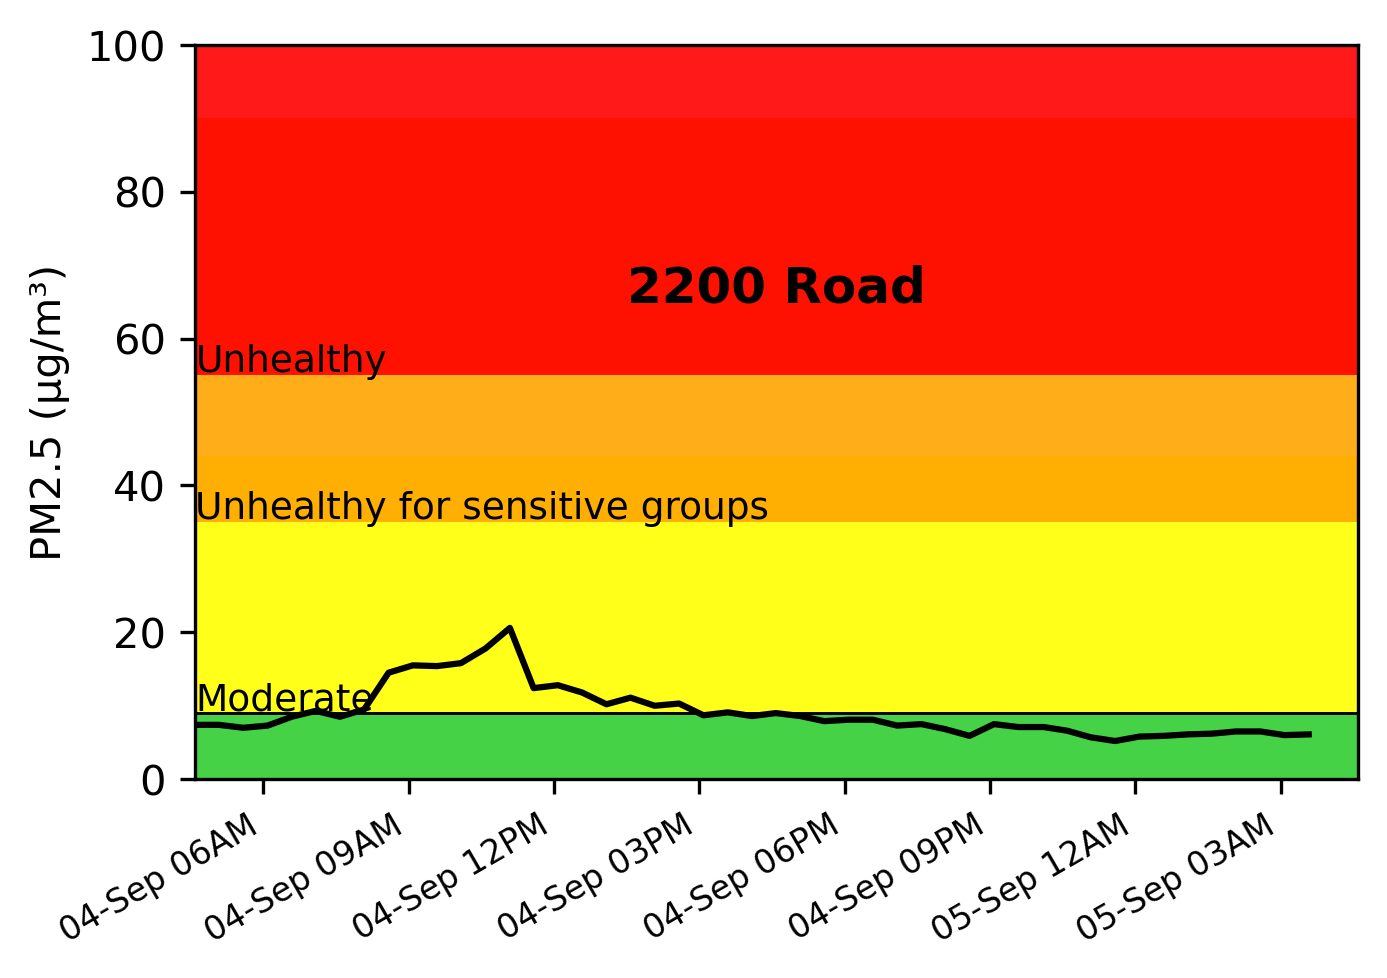 100
80
60
40
20
0
PM2.5 (µg/m³)
2200 Road
Unhealthy
Unhealthy for sensitive groups
Moderate
04-Sep 06AM
04-Sep 09AM
04-Sep 12PM
04-Sep 03PM
04-Sep 06PM
04-Sep 09PM
05-Sep 12AM
05-Sep 03AM